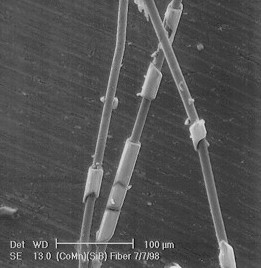 Det WD 100 μm
SE 13.0 (CoMn)(SiB) Fiber 7/7/98